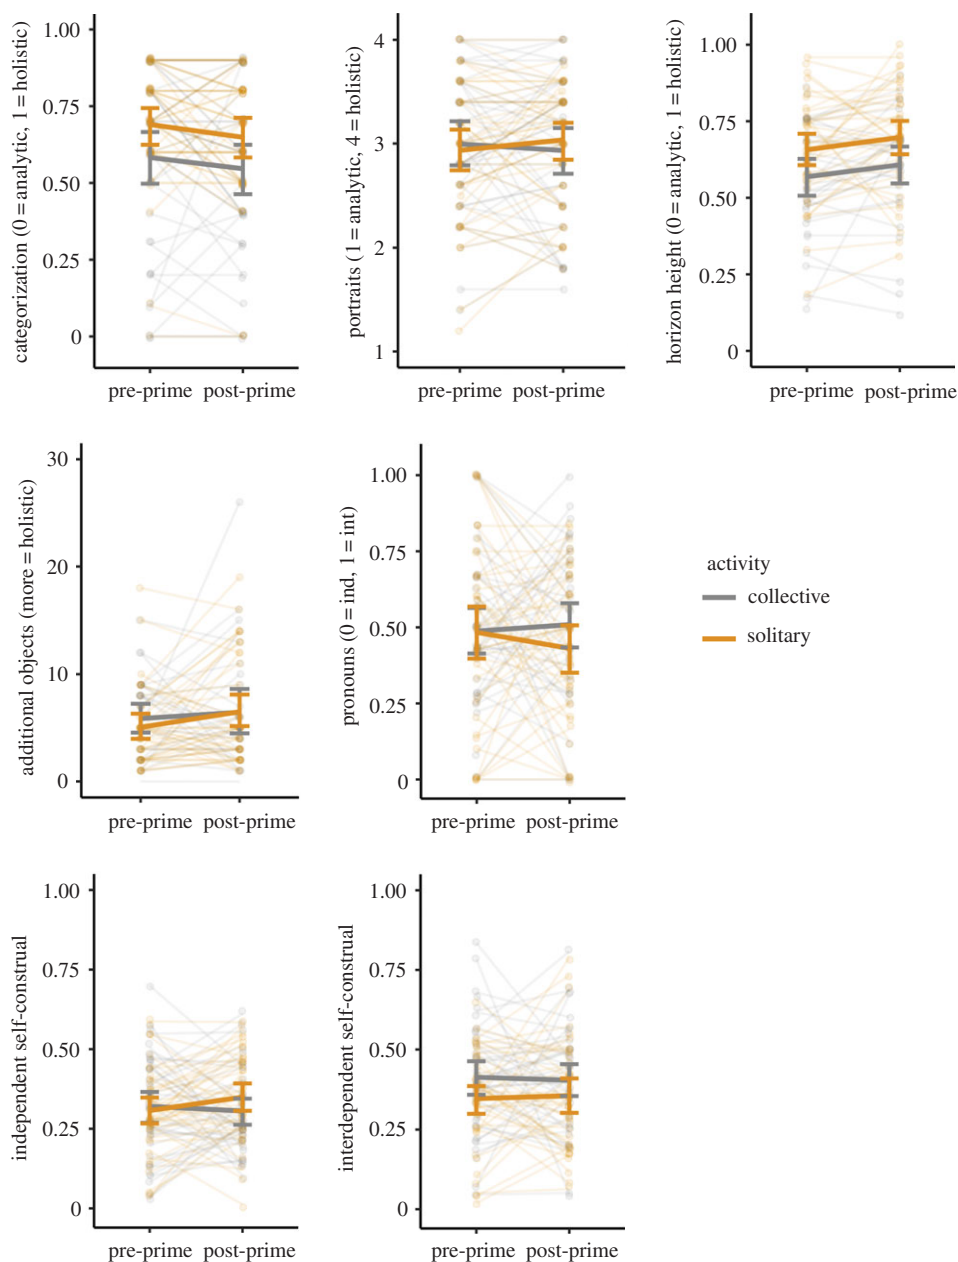 categorization (0 = analytic, 1 = holistic)
1.00
0.75
0.50
0.25
0
pre-prime post-prime
portraits (1 = analytic, 4 = holistic)
4
3
2
1
pre-prime post-prime
horizon height (0 = analytic, 1 = holistic)
1.00
0.75
0.50
0.25
0
pre-prime post-prime
additional objects (more = holistic)
30
20
10
0
pre-prime post-prime
pronouns (0 = ind, 1 = int)
1.00
0.75
0.50
0.25
0
pre-prime post-prime
activity
collective
solitary
independent self-construal
1.00
0.75
0.50
0.25
0
pre-prime post-prime
interdependent self-construal
1.00
0.75
0.50
0.25
0
pre-prime post-prime